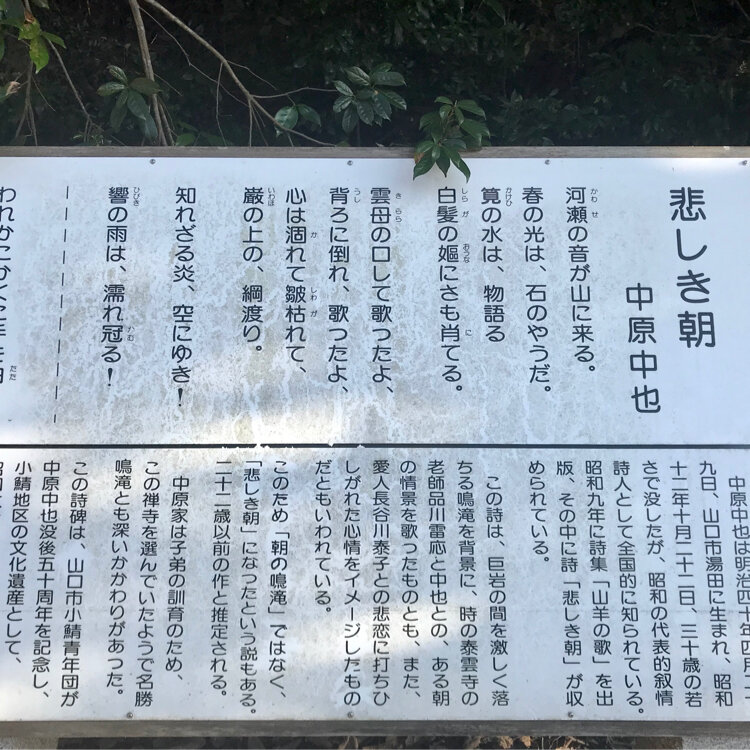 悲しき朝
中原中也
河瀬の音が山に来る。
春の光は、石のやうだ。
筧の水は、物語る
白髪の嫗にさも肖てる。
雲母の口して歌ったよ、
背ろに倒れ、歌ったよ、
心は涸れて皺枯れて、
巌の上の、綱渡り。
知れざる炎、空にゆき!
響の雨は、濡れ冠る!
――――――――
われかにかくに手を拍
中原中也は明治四十年四月二
九日、山口市湯田に生まれ、昭和
十二年十月二十二日、三十歳の若
さで没したが、昭和の代表的叙情
詩人として全国的に知られている。
昭和九年に詩集「山羊の歌」を出
版、その中に詩「悲しき朝」が収
められている。
この詩は、巨岩の間を激しく落
ちる鳴滝を背景に、時の泰雲寺の
老師品川雷応と中也との、ある朝
の情景を歌ったものとも、また、
愛人長谷川泰子との悲恋に打ちひ
しがれた心情をイメージしたもの
だともいわれている。
このため「朝の鳴滝」ではなく、
「悲しき朝」になったという説もある。
二十二歳以前の作と推定される。
中原家は子弟の訓育のため、
この禅寺を選んでいたようで名勝
鳴滝とも深いかかわりがあった。
この詩碑は、山口市小鯖青年団が
中原中也没後五十周年を記念し、
小鯖地区の文化遺産として、